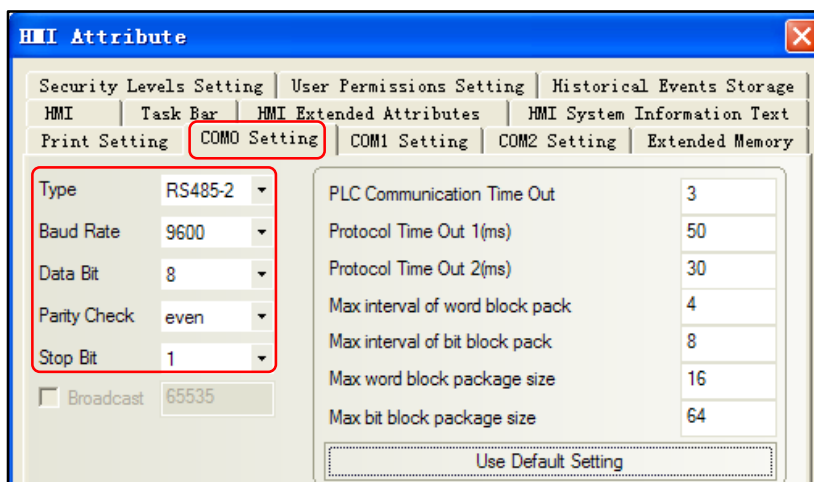 HMI Attribute
Security Levels Setting User Permissions Setting Historical Events Storage
HMI Task Bar HMI Extended Attributes HMI System Information Text
Print Setting COM0 Setting COM1 Setting COM2 Setting Extended Memory
Type RS485-2
Baud Rate 9600
Data Bit 8
Parity Check even
Stop Bit 1
Broadcast 65535
PLC Communication Time Out 3
Protocol Time Out 1(ms) 50
Protocol Time Out 2(ms) 30
Max interval of word block pack 4
Max interval of bit block pack 8
Max word block package size 16
Max bit block package size 64
Use Default Setting